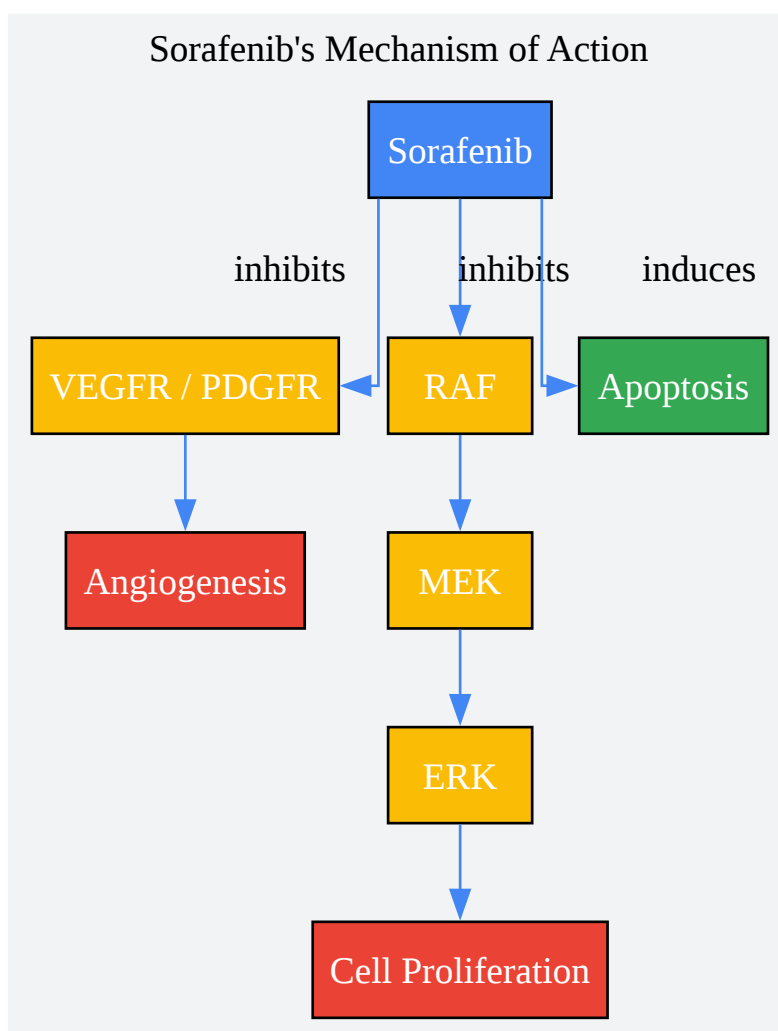 Sorafenib's Mechanism of Action
Sorafenib
inhibits
inhibits
induces
VEGFR / PDGFR
RAF
Apoptosis
Angiogenesis
MEK
ERK
Cell Proliferation